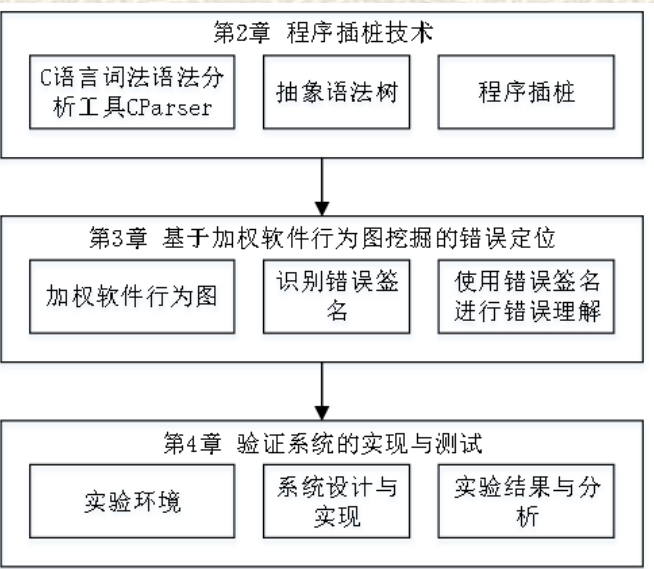 第2章 程序插桩技术
C语言词法语法分
析工具CParser
抽象语法树
程序插桩
第3章 基于加权软件行为图挖掘的错误定位
加权软件行为图
识别错误签
名
使用错误签名
进行错误理解
第4章 验证系统的实现与测试
实验环境
系统设计与
实现
实验结果与分
析